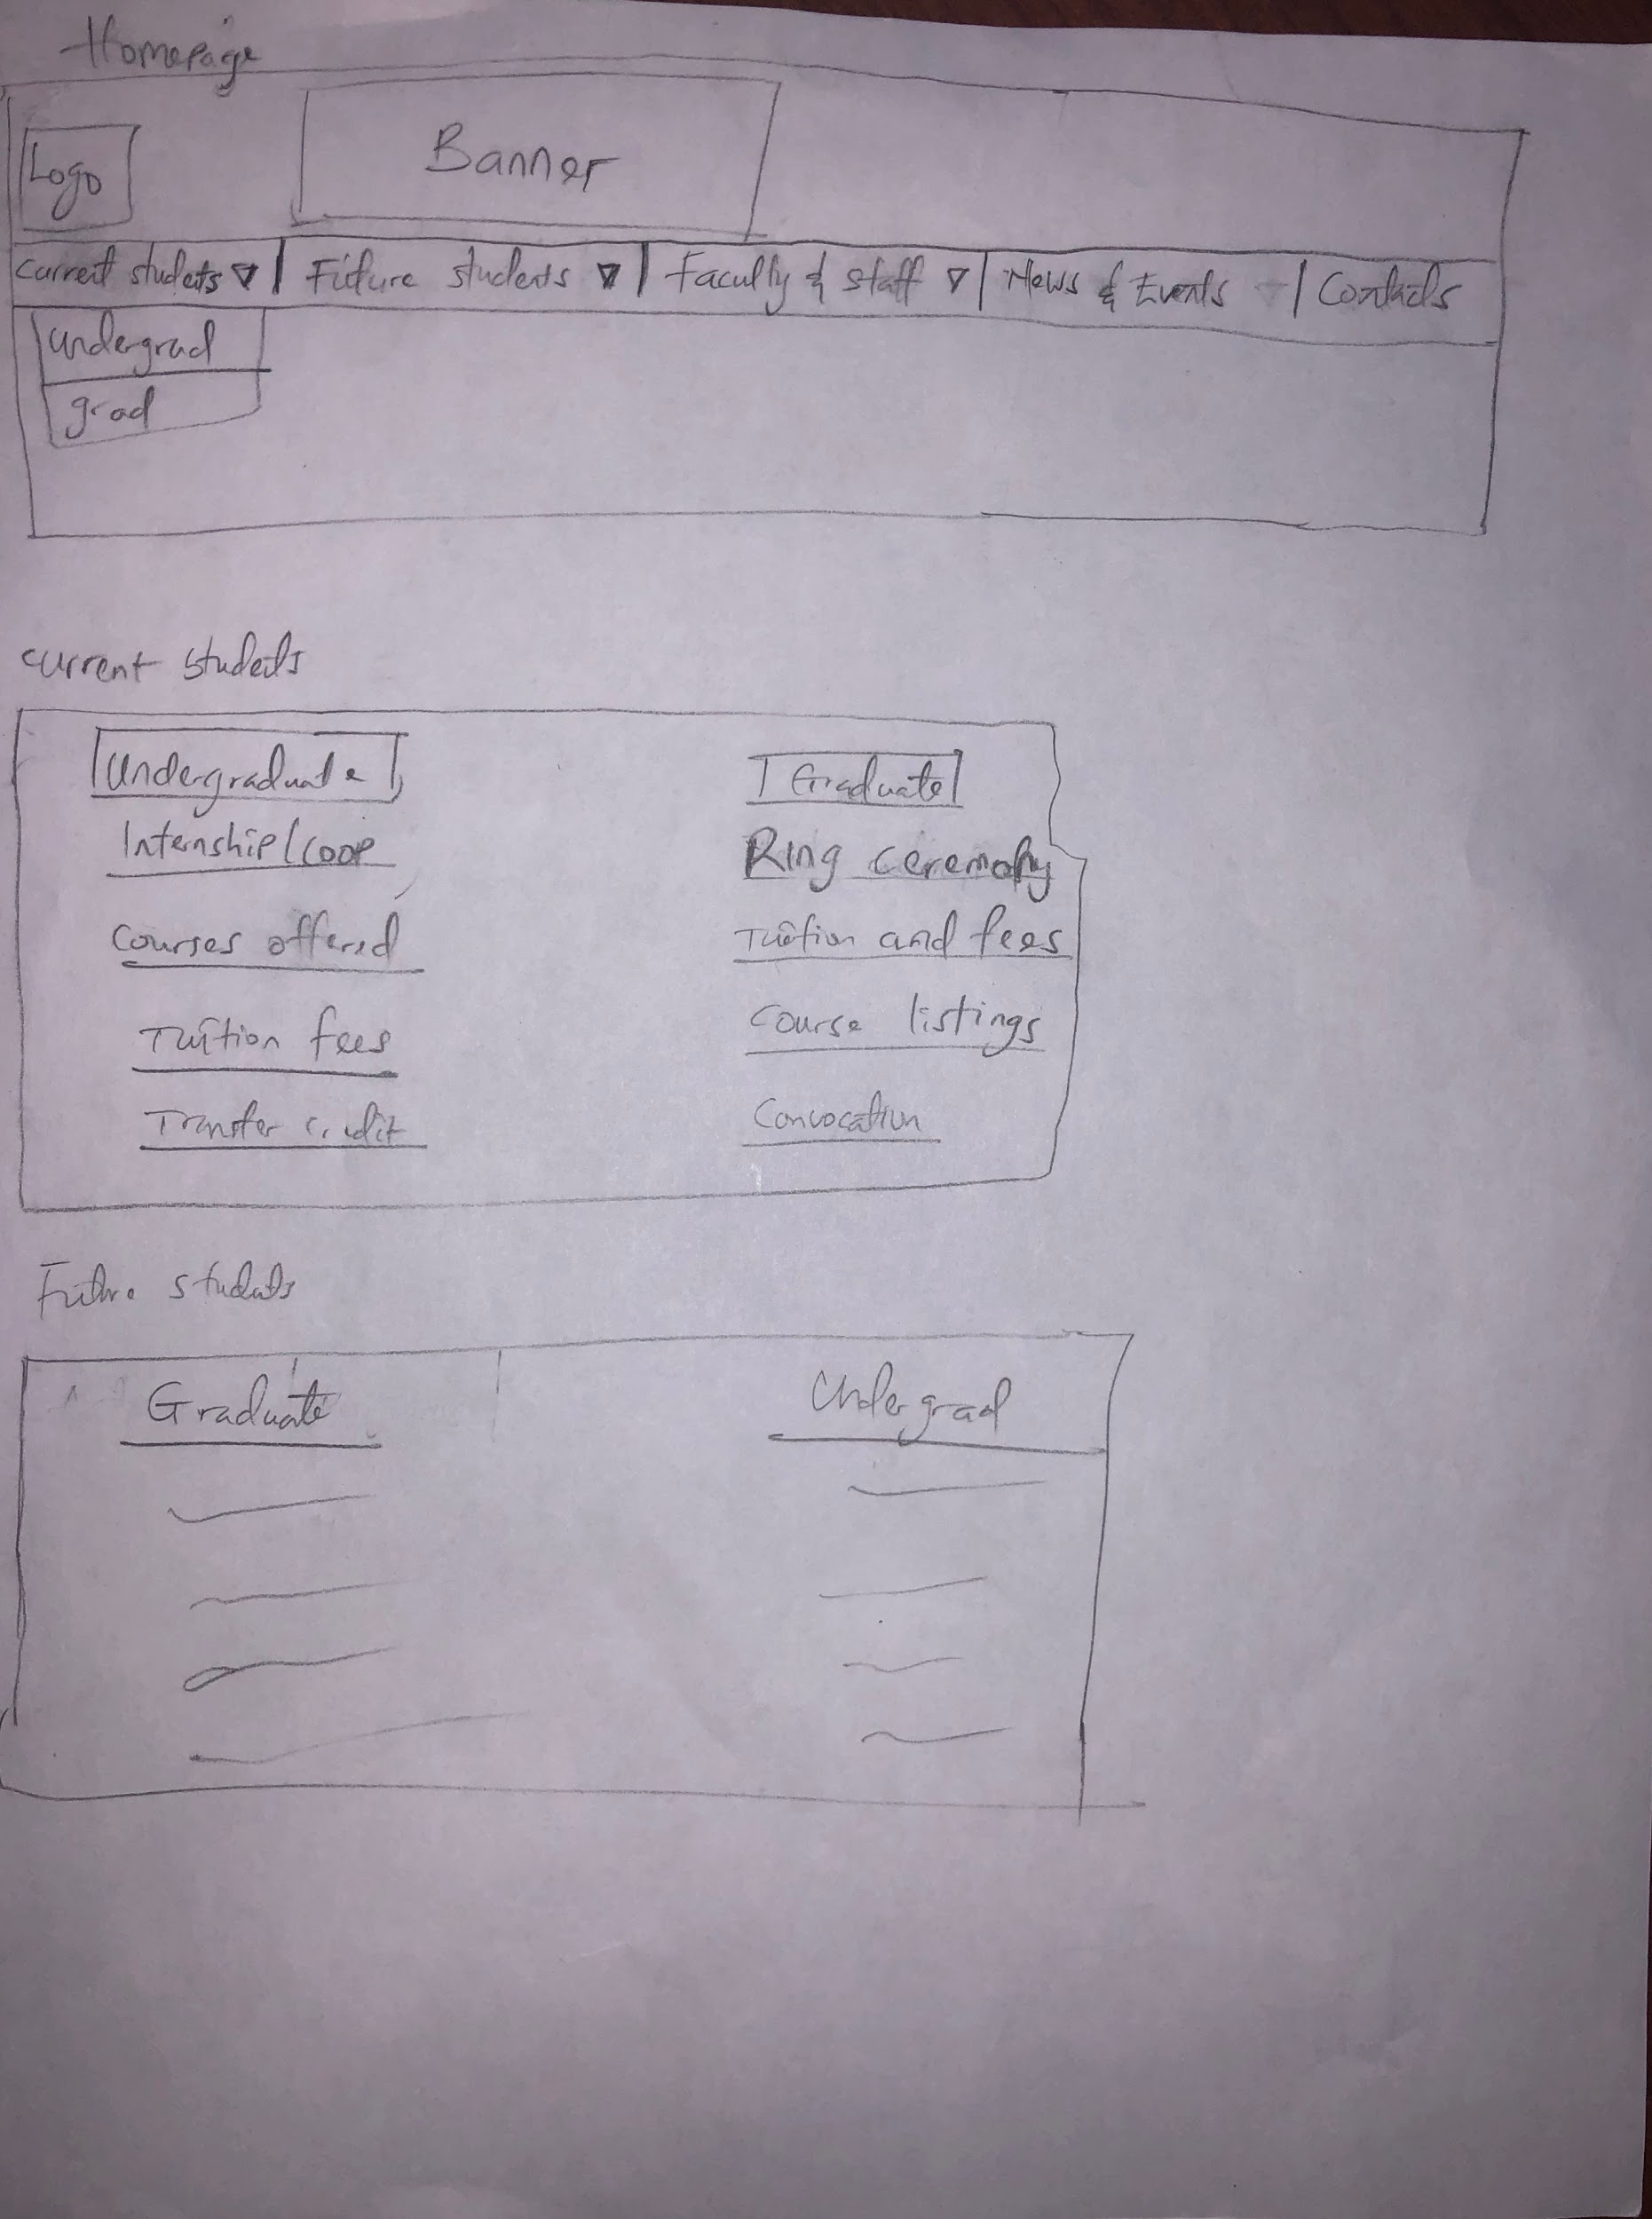 Homepage
Logo
Banner
Current students | Future students | Faculty & Staff | News & Events | Contacts
Undergrad
grad
current students
Undergraduate
Graduate
Internship/coop
Ring ceremony
courses offered
Tuition and fees
Tuition fees
course listings
Transfer credit
Convocation
Future students
Graduate
Undergrad